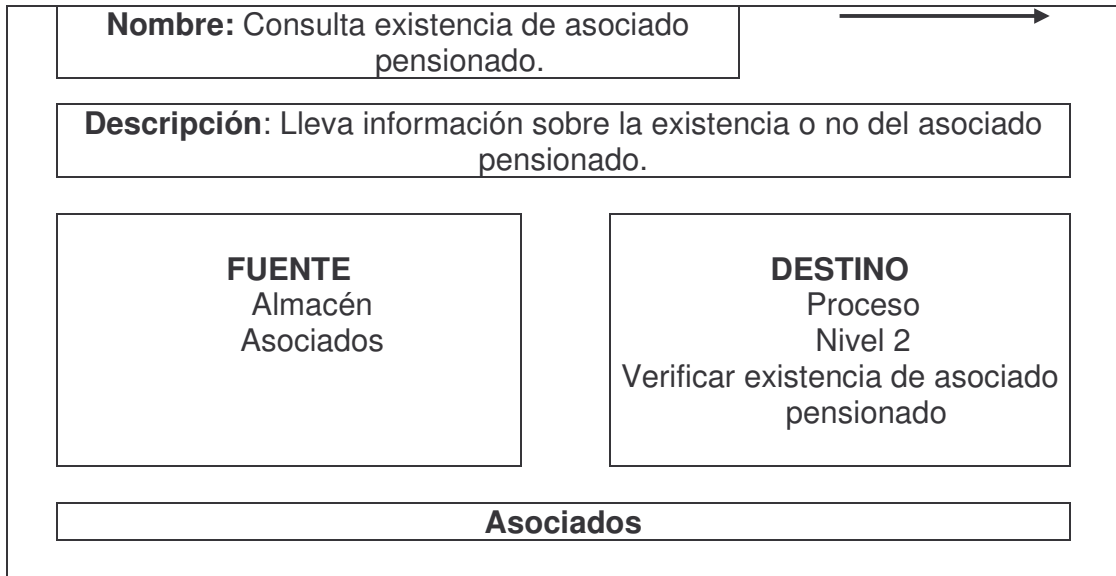 Nombre: Consulta existencia de asociado
pensionado.
Descripción: Lleva información sobre la existencia o no del asociado
pensionado.
FUENTE
Almacén
Asociados
DESTINO
Proceso
Nivel 2
Verificar existencia de asociado
pensionado
Asociados